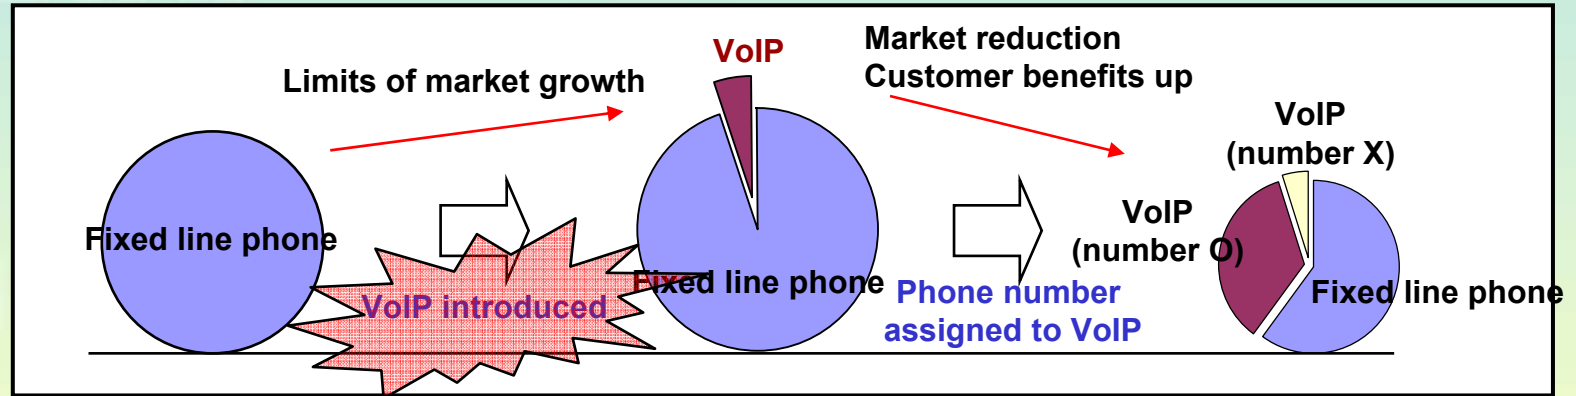 Limits of market growth
VoIP
Market reduction
Customer benefits up
VoIP
(number X)
VoIP
(number O)
Fixed line phone
Fixed line phone
Fixed line phone
VoIP introduced
Phone number
assigned to VoIP